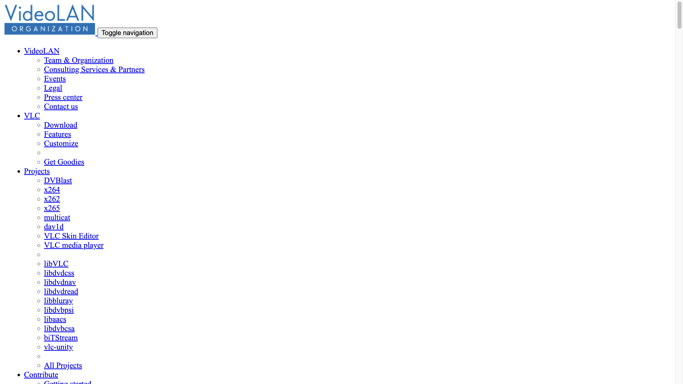 VideoLAN
ORGANIZATION
Toggle navigation
VideoLAN
Team & Organization
Consulting Services & Partners
Events
Legal
Press center
Contact us
VLC
Download
Features
Customize
Get Goodies
Projects
DVBlast
x264
x262
x265
multicat
dav1d
VLC Skin Editor
VLC media player
libVLC
libdvdcss
libdvdnav
libdvdread
libbluray
libdvbpsi
libaacs
libdvbcsa
biTStream
vlc-unity
All Projects
Contribute
Getting started